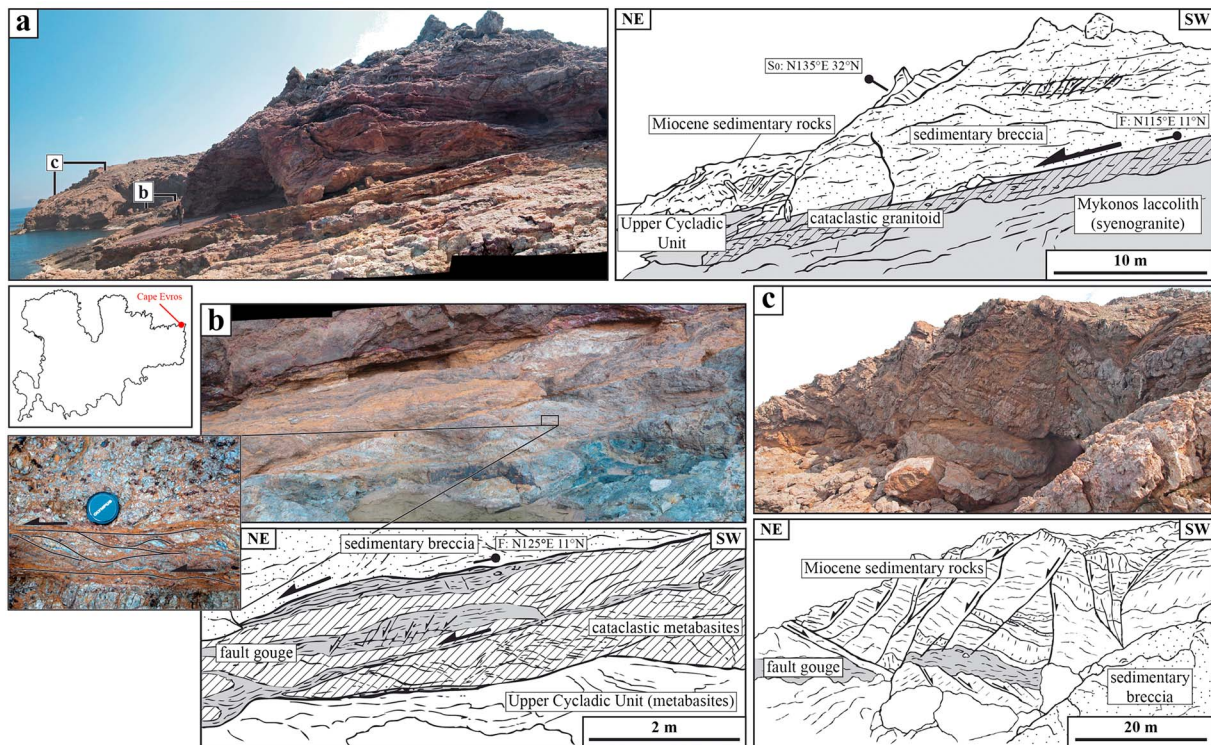 a
c
b
NE
SW
So: N135°E 32°N
Miocene sedimentary rocks
sedimentary breccia
F: N115°E 11°N
Upper Cycladic
Unit
cataclastic granitoid
Mykonos laccolith
(syenogranite)
10 m
Cape Evros
b
c
OLYMPUS
NE
SW
sedimentary breccia
F: N125°E 11°N
cataclastic metabasites
fault gouge
Upper Cycladic Unit (metabasites)
2 m
NE
SW
Miocene sedimentary rocks
fault gouge
sedimentary
breccia
20 m